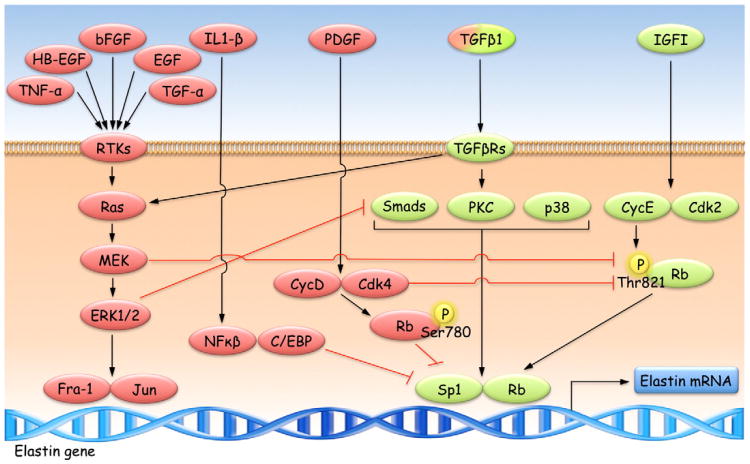 bFGF
IL1-β
PDGF
TGFβ1
IGFI
HB-EGF
EGF
TNF-α
TGF-α
RTKs
TGFβRs
Ras
Smads
PKC
p38
CycE
Cdk2
MEK
P
Thr821
Rb
CycD
Cdk4
ERK1/2
P
Rb
Ser780
NFκβ
C/EBP
Fra-1
Jun
Sp1
Rb
Elastin mRNA
Elastin gene